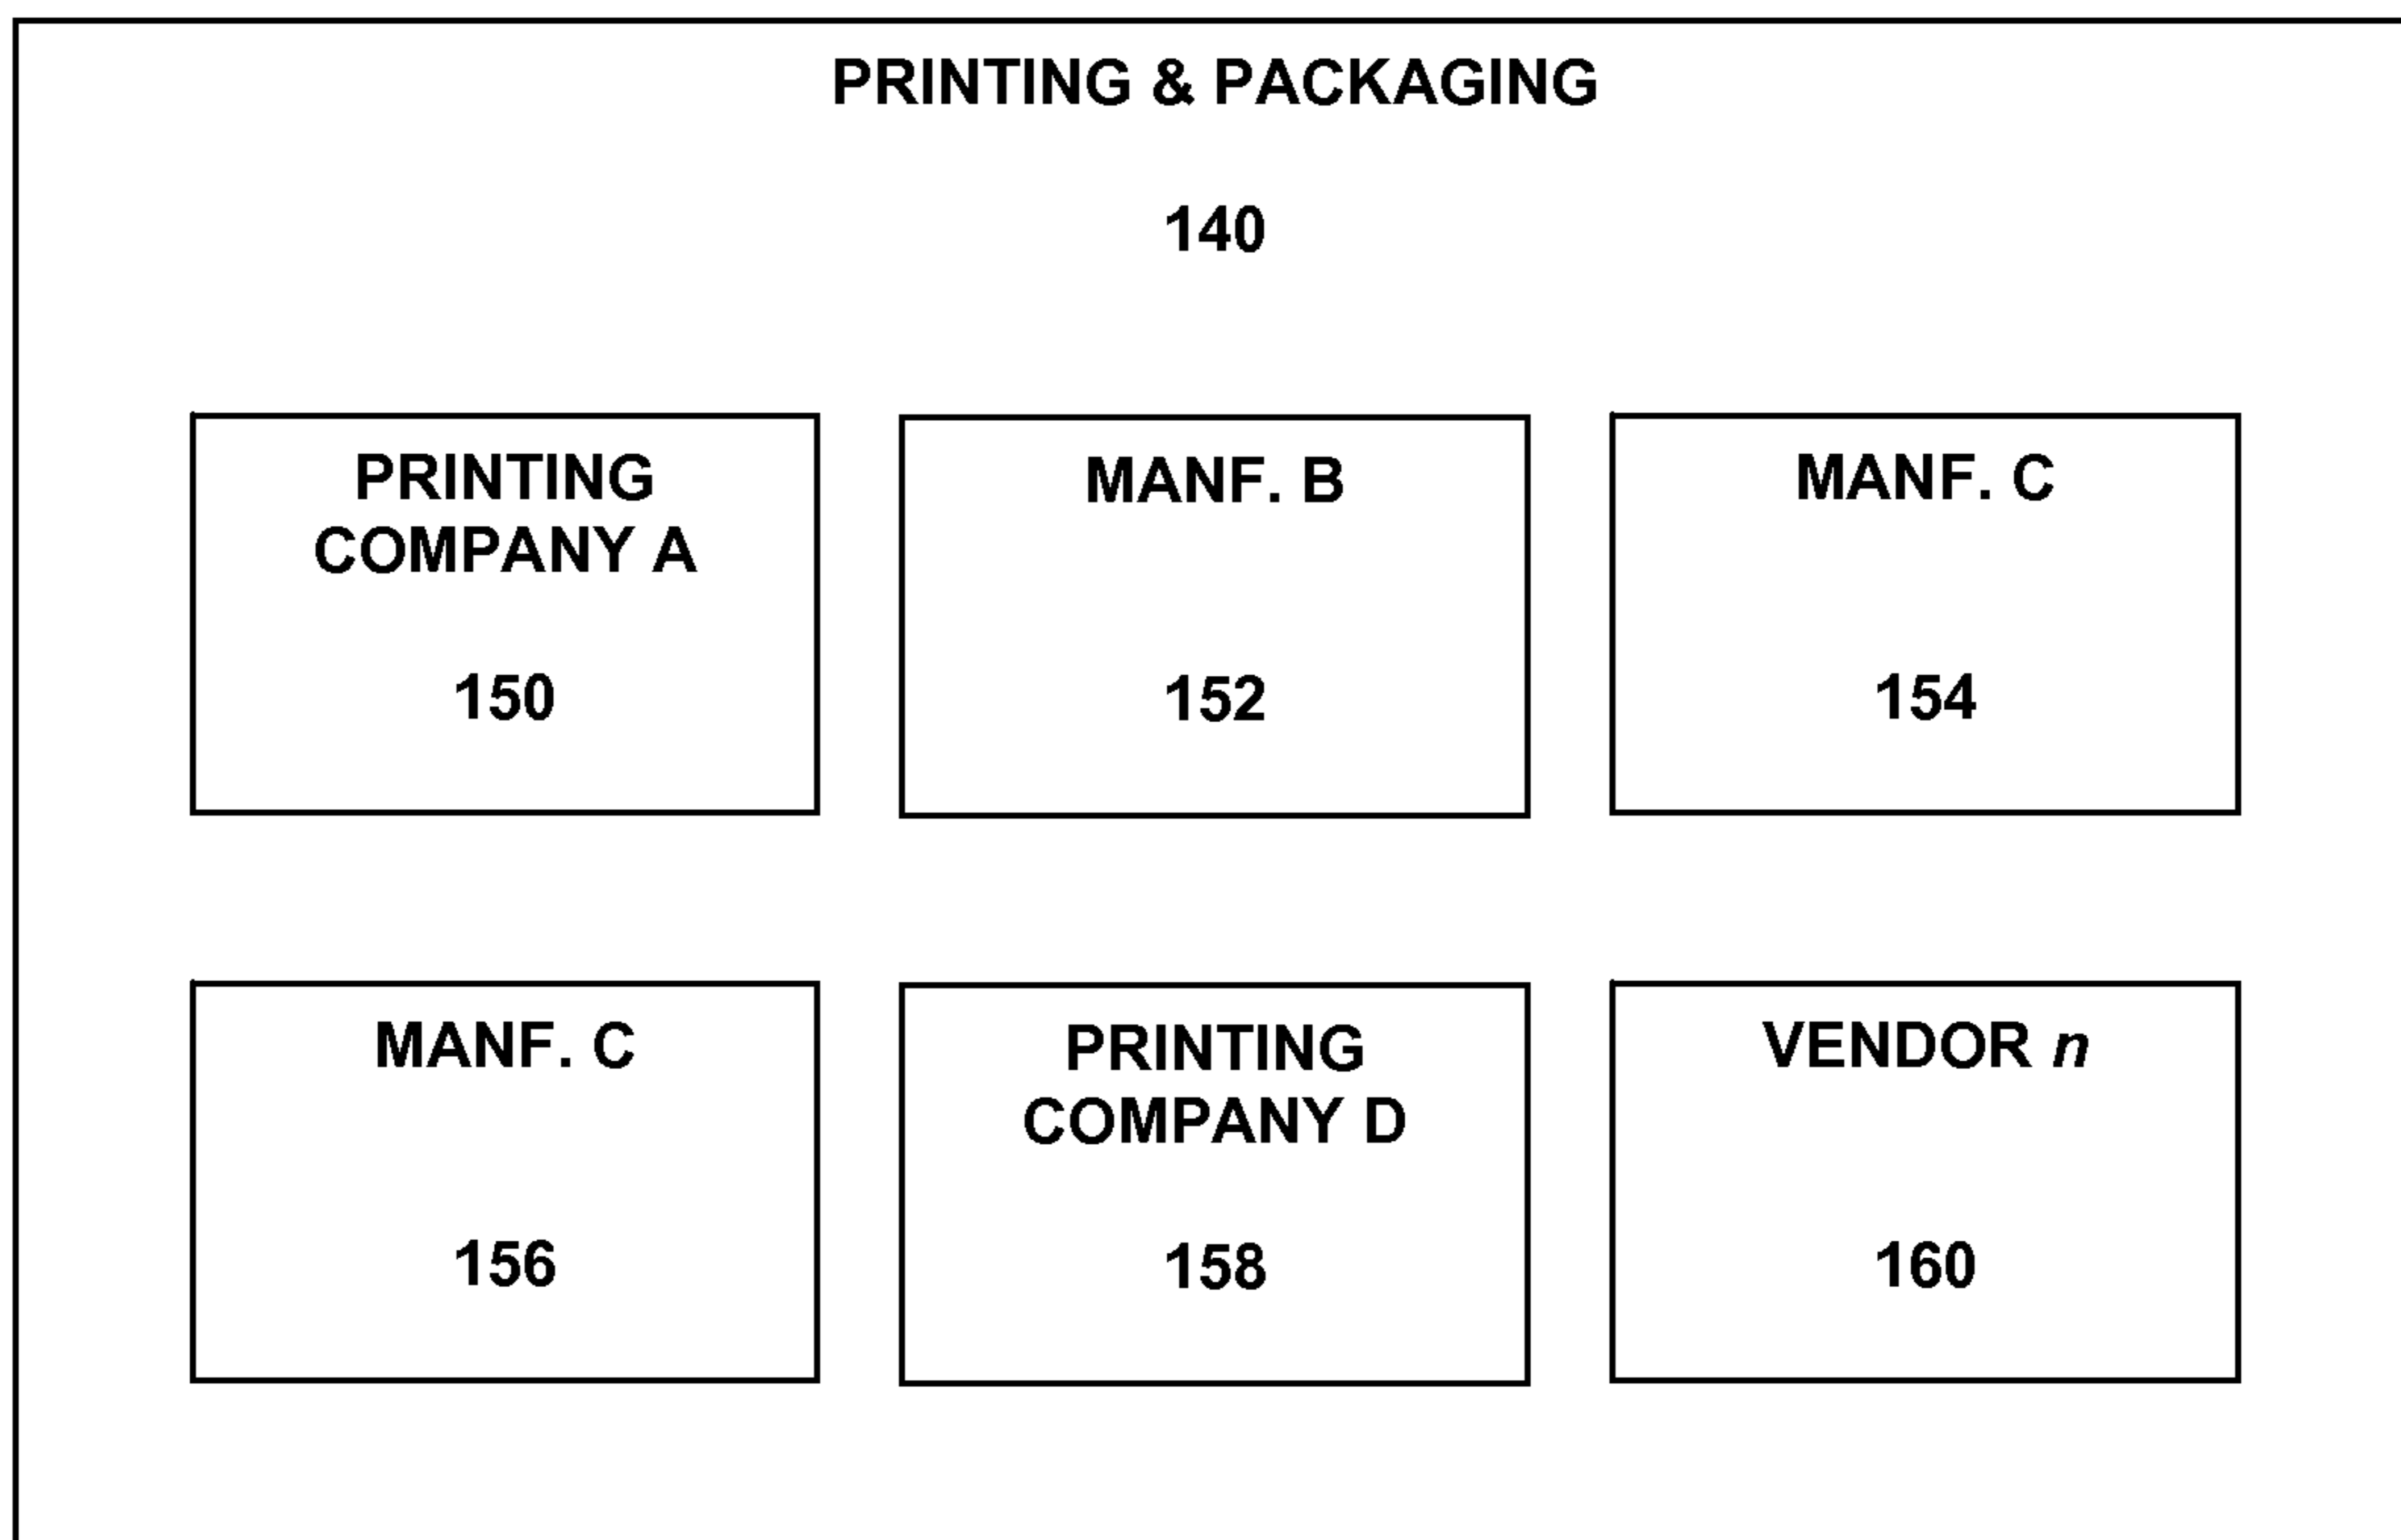 PRINTING & PACKAGING
140
PRINTING
COMPANY A
150
MANF. B
152
MANF. C
154
MANF. C
156
PRINTING
COMPANY D
158
VENDOR n
160